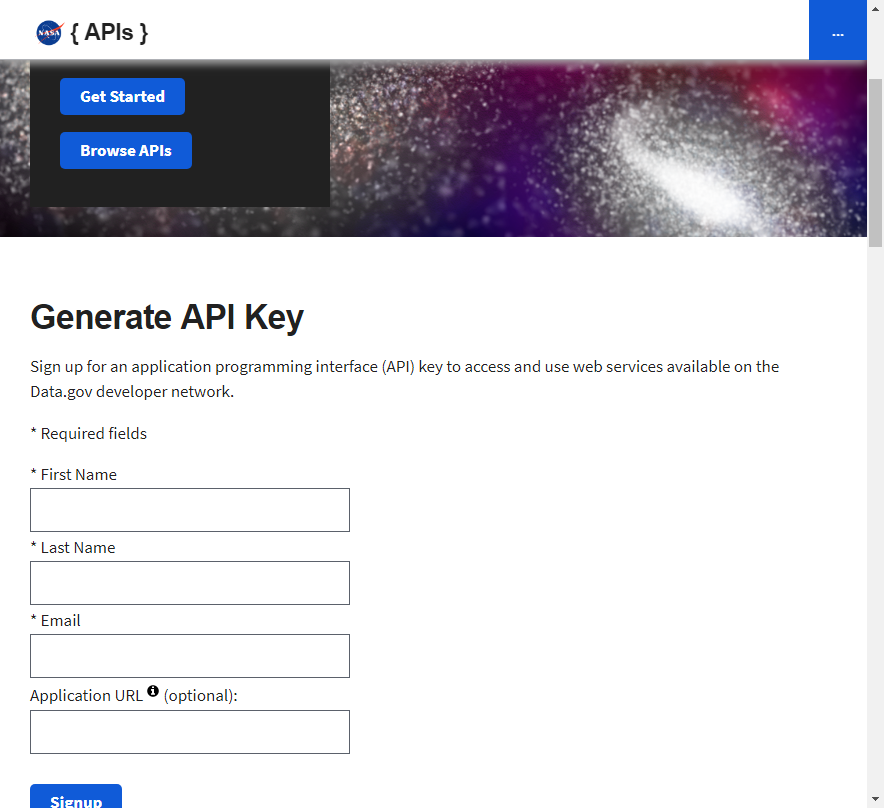 NASA { APIs }
...
Get Started
Browse APIs
Generate API Key
Sign up for an application programming interface (API) key to access and use web services available on the
Data.gov developer network.
* Required fields
* First Name
* Last Name
* Email
Application URL (optional):
Signup